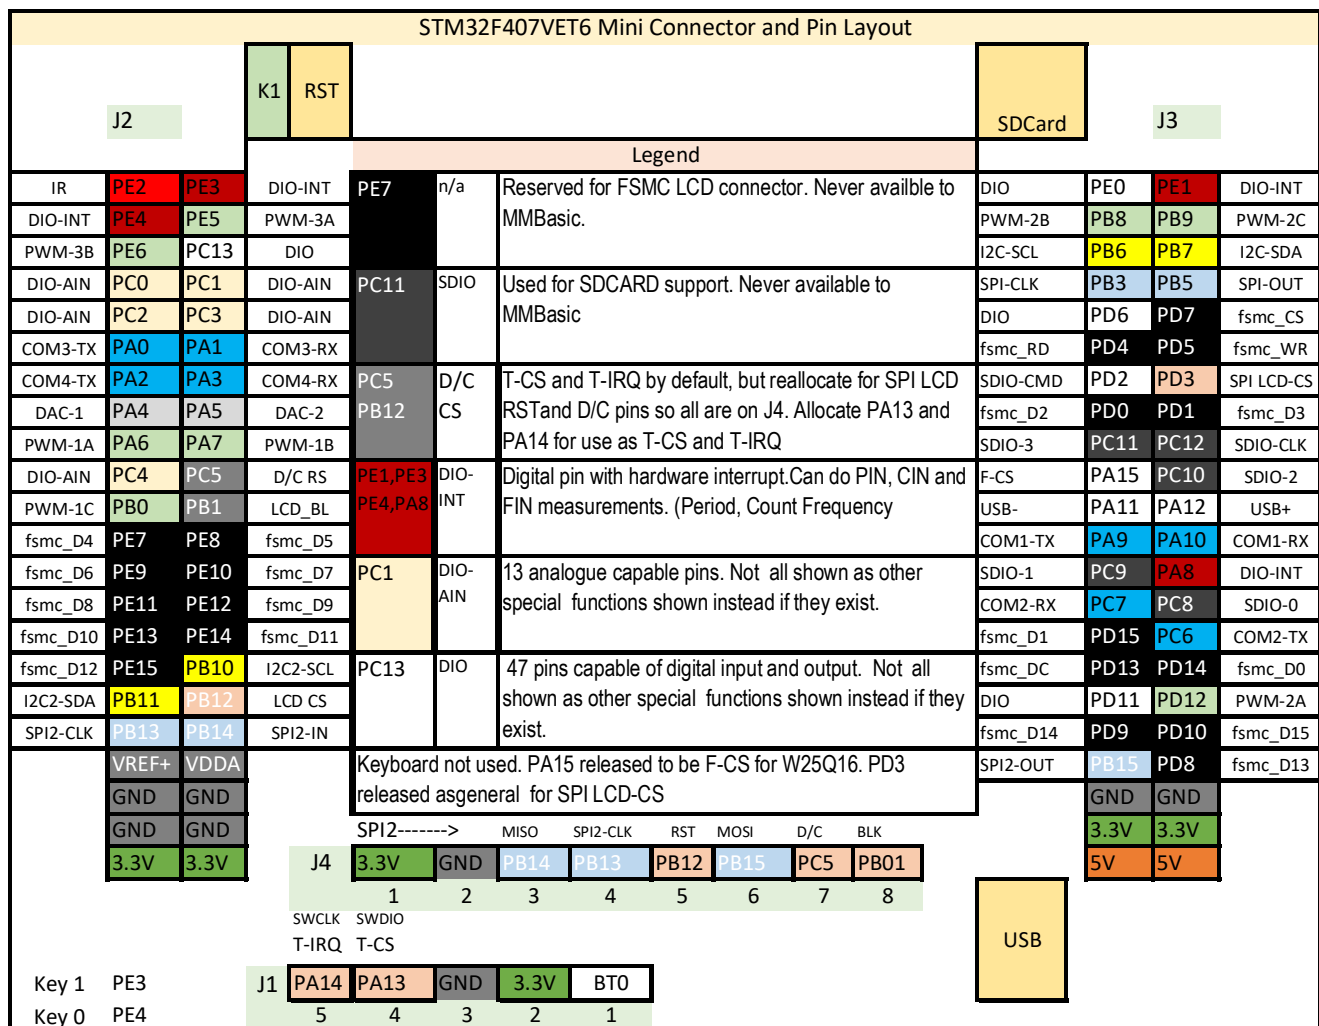 STM32F407VET6 Mini Connector and Pin Layout
K1 RST
J2 SDCard J3
Legend
IR PE2 PE3 DIO-INT PE7 n/a Reserved for FSMC LCD connector. Never availble to DIO PE0 PE1 DIO-INT
DIO-INT PE4 PE5 PWM-3A MMBasic. PWM-2B PB8 PB9 PWM-2C
PWM-3B PE6 PC13 DIO I2C-SCL PB6 PB7 I2C-SDA
DIO-AIN PC0 PC1 DIO-AIN PC11 SDIO Used for SDCARD support. Never available to SPI-CLK PB3 PB5 SPI-OUT
DIO-AIN PC2 PC3 DIO-AIN MMBasic DIO PD6 PD7 fsmc_CS
COM3-TX PA0 PA1 COM3-RX fsmc_RD PD4 PD5 fsmc_WR
COM4-TX PA2 PA3 COM4-RX PC5 D/C T-CS and T-IRQ by default, but reallocate for SPI LCD SDIO-CMD PD2 PD3 SPI LCD-CS
DAC-1 PA4 PA5 DAC-2 PB12 CS RSTand D/C pins so all are on J4. Allocate PA13 and fsmc_D2 PD0 PD1 fsmc_D3
PWM-1A PA6 PA7 PWM-1B PA14 for use as T-CS and T-IRQ SDIO-3 PC11 PC12 SDIO-CLK
DIO-AIN PC4 PC5 D/C RS PE1,PE3 DIO- Digital pin with hardware interrupt.Can do PIN, CIN and F-CS PA15 PC10 SDIO-2
PWM-1C PB0 PB1 LCD_BL PE4,PA8 INT FIN measurements. (Period, Count Frequency USB- PA11 PA12 USB+
fsmc_D4 PE7 PE8 fsmc_D5 COM1-TX PA9 PA10 COM1-RX
fsmc_D6 PE9 PE10 fsmc_D7 PC1 DIO- 13 analogue capable pins. Not all shown as other SDIO-1 PC9 PA8 DIO-INT
fsmc_D8 PE11 PE12 fsmc_D9 AIN special functions shown instead if they exist. COM2-RX PC7 PC8 SDIO-0
fsmc_D10 PE13 PE14 fsmc_D11 fsmc_D1 PD15 PC6 COM2-TX
fsmc_D12 PE15 PB10 I2C2-SCL PC13 DIO 47 pins capable of digital input and output. Not all fsmc_DC PD13 PD14 fsmc_D0
I2C2-SDA PB11 PB12 LCD CS shown as other special functions shown instead if they DIO PD11 PD12 PWM-2A
SPI2-CLK PB13 PB14 SPI2-IN exist. fsmc_D14 PD9 PD10 fsmc_D15
VREF+ VDDA Keyboard not used. PA15 released to be F-CS for W25Q16. PD3 SPI2-OUT PB15 PD8 fsmc_D13
GND GND released asgeneral for SPI LCD-CS GND GND
GND GND SPI2-------> MISO SPI2-CLK RST MOSI D/C BLK 3.3V 3.3V
3.3V 3.3V J4 3.3V GND PB14 PB13 PB12 PB15 PC5 PB01 5V 5V
1 2 3 4 5 6 7 8
SWCLK SWDIO
T-IRQ T-CS USB
Key 1 PE3 J1 PA14 PA13 GND 3.3V BT0
Key 0 PE4 5 4 3 2 1